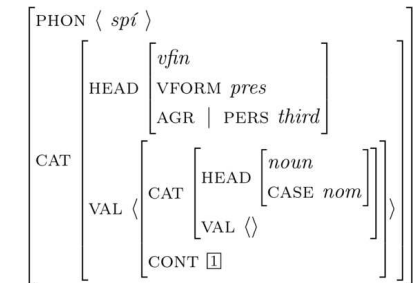 PHON ⟨ spí ⟩
vfin
HEAD VFORM pres
AGR | PERS third
CAT
noun
HEAD
CASE nom
CAT
VAL ⟨⟩
VAL ⟨ ⟩
CONT 1